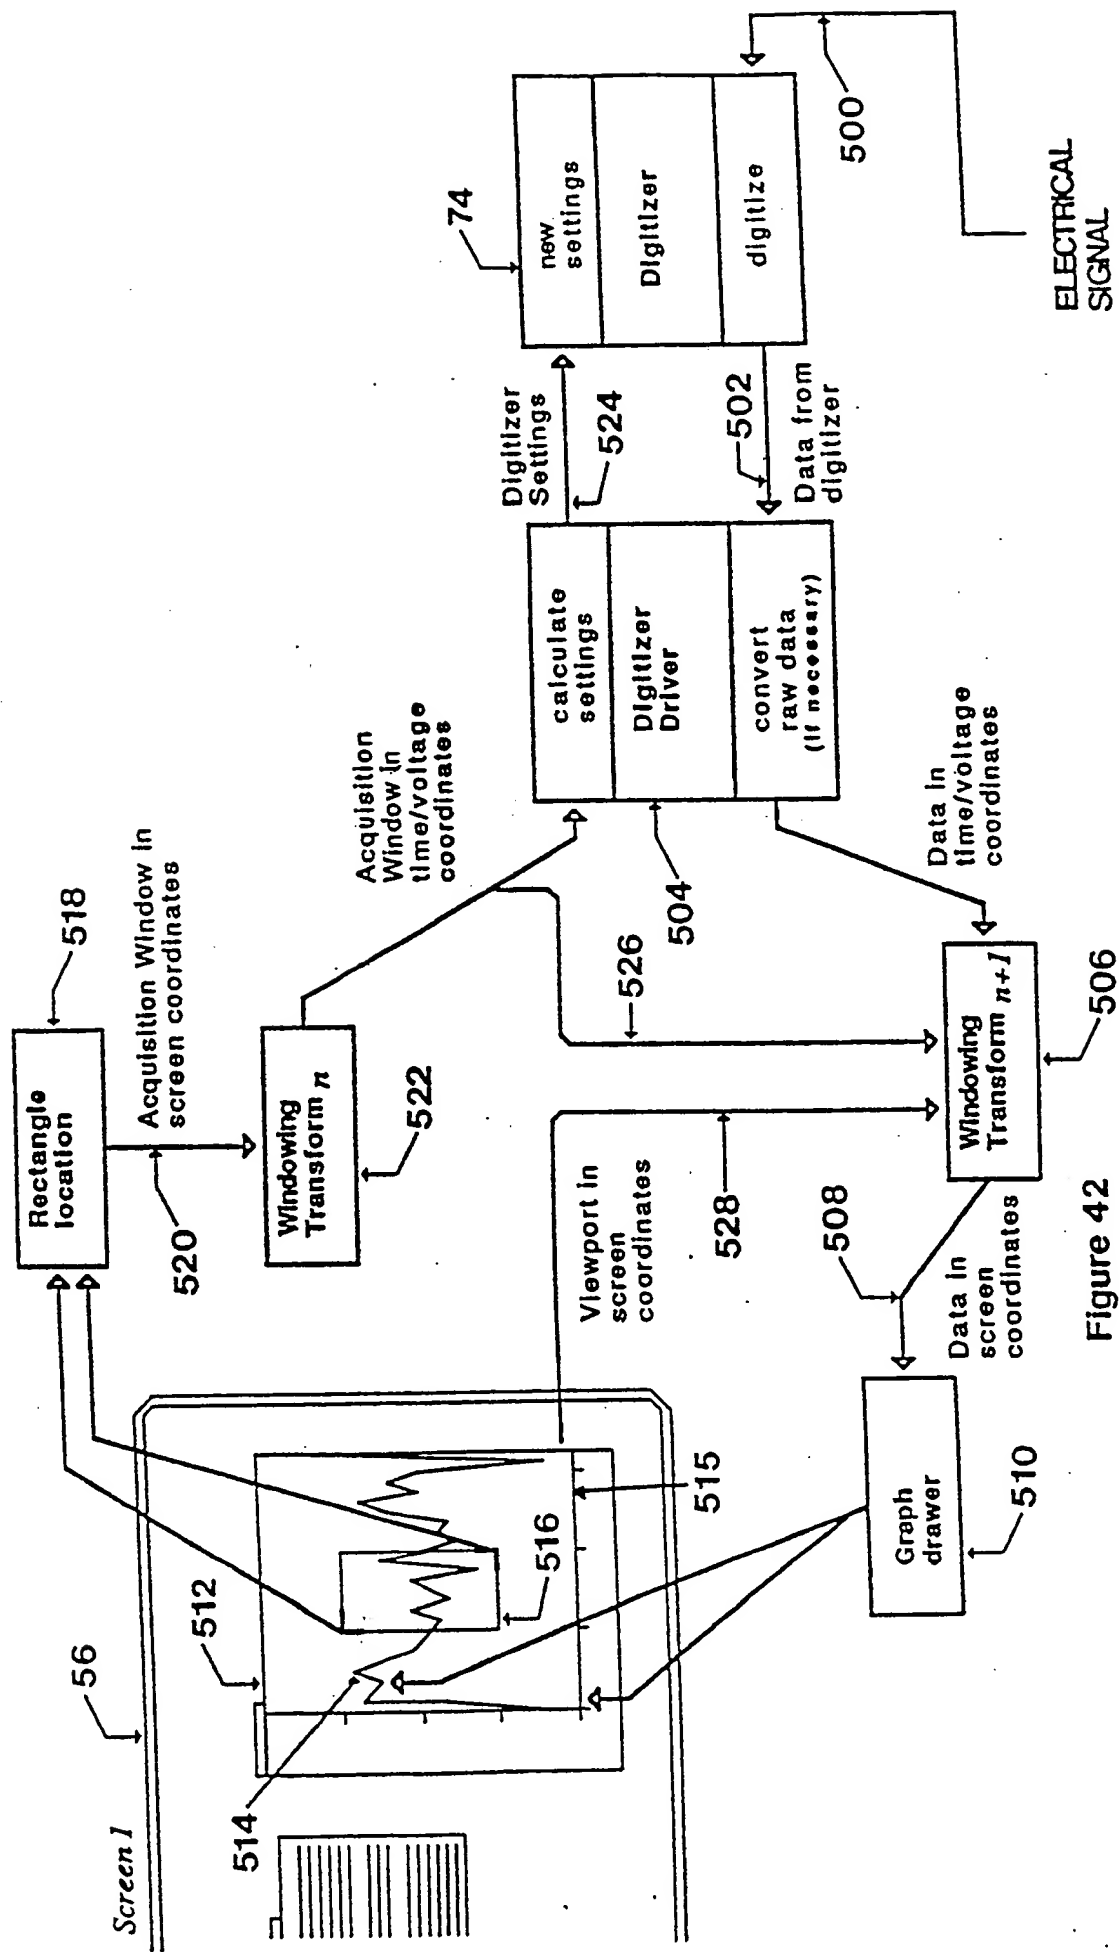 Screen 1
56
512
514
516
515
Rectangle
location
518
Acquisition Window in
screen coordinates
520
Windowing
Transform n
522
Acquisition
Window in
time/voltage
coordinates
526
Viewport in
screen
coordinates
528
calculate
settings
Digitizer
Driver
convert
raw data
(if necessary)
504
Digitizer
Settings
524
502
Data from
digitizer
74
new
settings
Digitizer
digitize
500
ELECTRICAL
SIGNAL
Data in
time/voltage
coordinates
Windowing
Transform n+1
506
508
Data in
screen
coordinates
Graph
drawer
510
Figure 42